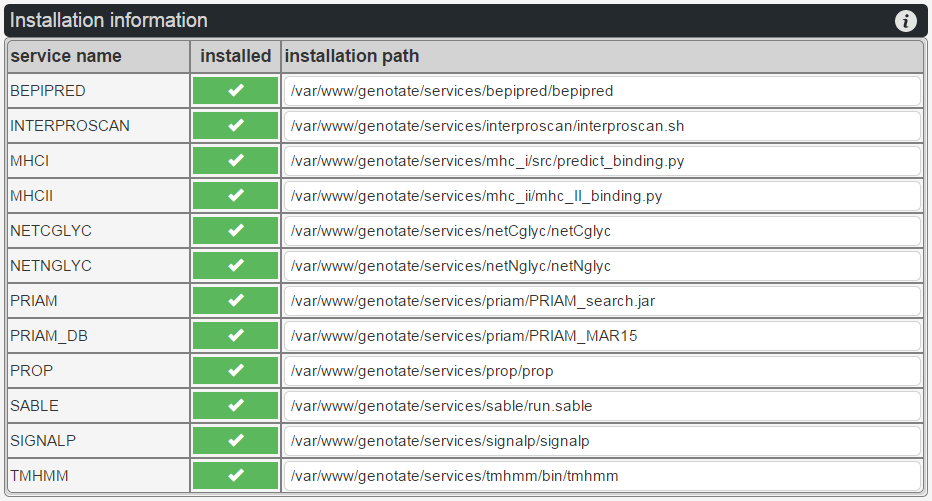 Installation information
service name installed installation path
BEPIPRED /var/www/genotate/services/bepipred/bepipred
INTERPROSCAN /var/www/genotate/services/interproscan/interproscan.sh
MHCI /var/www/genotate/services/mhc_i/src/predict_binding.py
MHCII /var/www/genotate/services/mhc_ii/mhc_II_binding.py
NETCGLYC /var/www/genotate/services/netCglyc/netCglyc
NETNGLYC /var/www/genotate/services/netNglyc/netNglyc
PRIAM /var/www/genotate/services/priam/PRIAM_search.jar
PRIAM_DB /var/www/genotate/services/priam/PRIAM_MAR15
PROP /var/www/genotate/services/prop/prop
SABLE /var/www/genotate/services/sable/run.sable
SIGNALP /var/www/genotate/services/signalp/signalp
TMHMM /var/www/genotate/services/tmhmm/bin/tmhmm